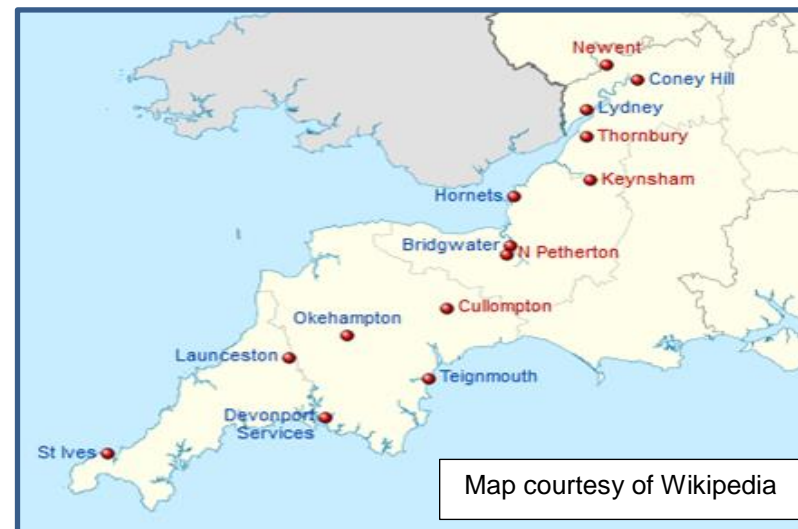 Newent
Coney Hill
Lydney
Thornbury
Keynsham
Hornets
Bridgwater
N Petherton
Cullompton
Okehampton
Launceston
Teignmouth
Devonport
Services
St Ives
Map courtesy of Wikipedia